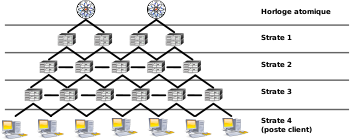 Horloge atomique
Strate 1
Strate 2
Strate 3
Strate 4
(poste client)